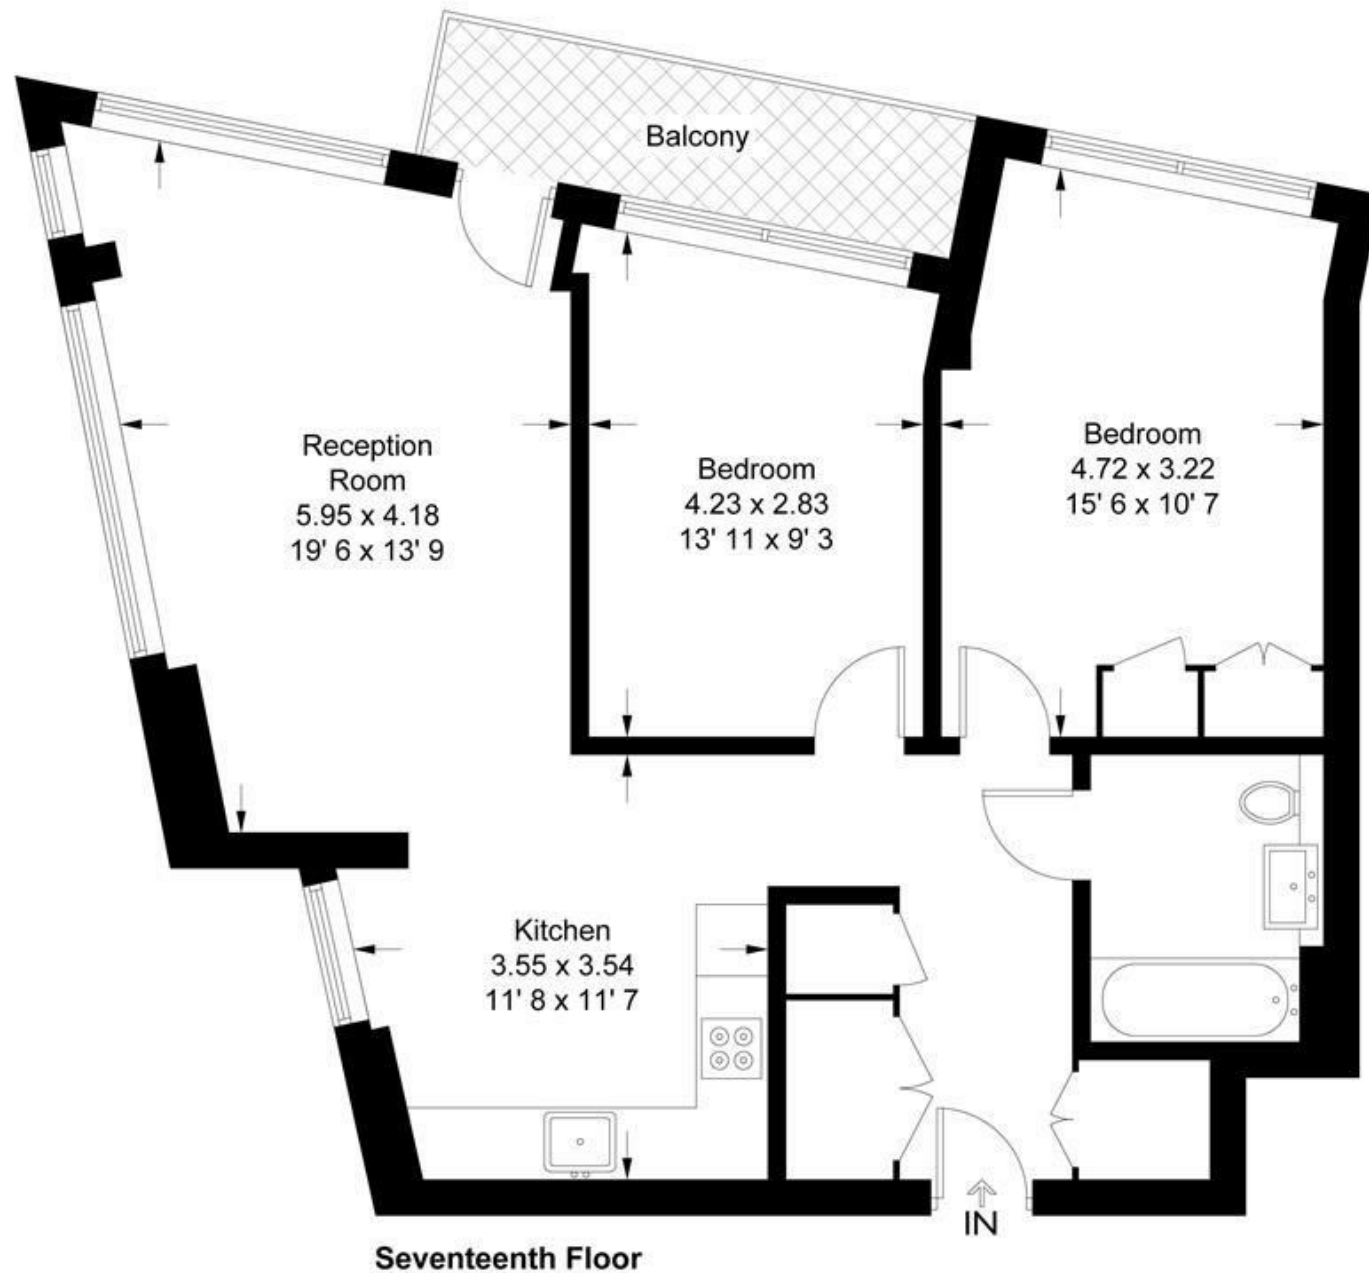 Balcony
Reception
Room
5.95 x 4.18
19' 6 x 13' 9
Bedroom
4.23 x 2.83
13' 11 x 9' 3
Bedroom
4.72 x 3.22
15' 6 x 10' 7
Kitchen
3.55 x 3.54
11' 8 x 11' 7
IN
Seventeenth Floor